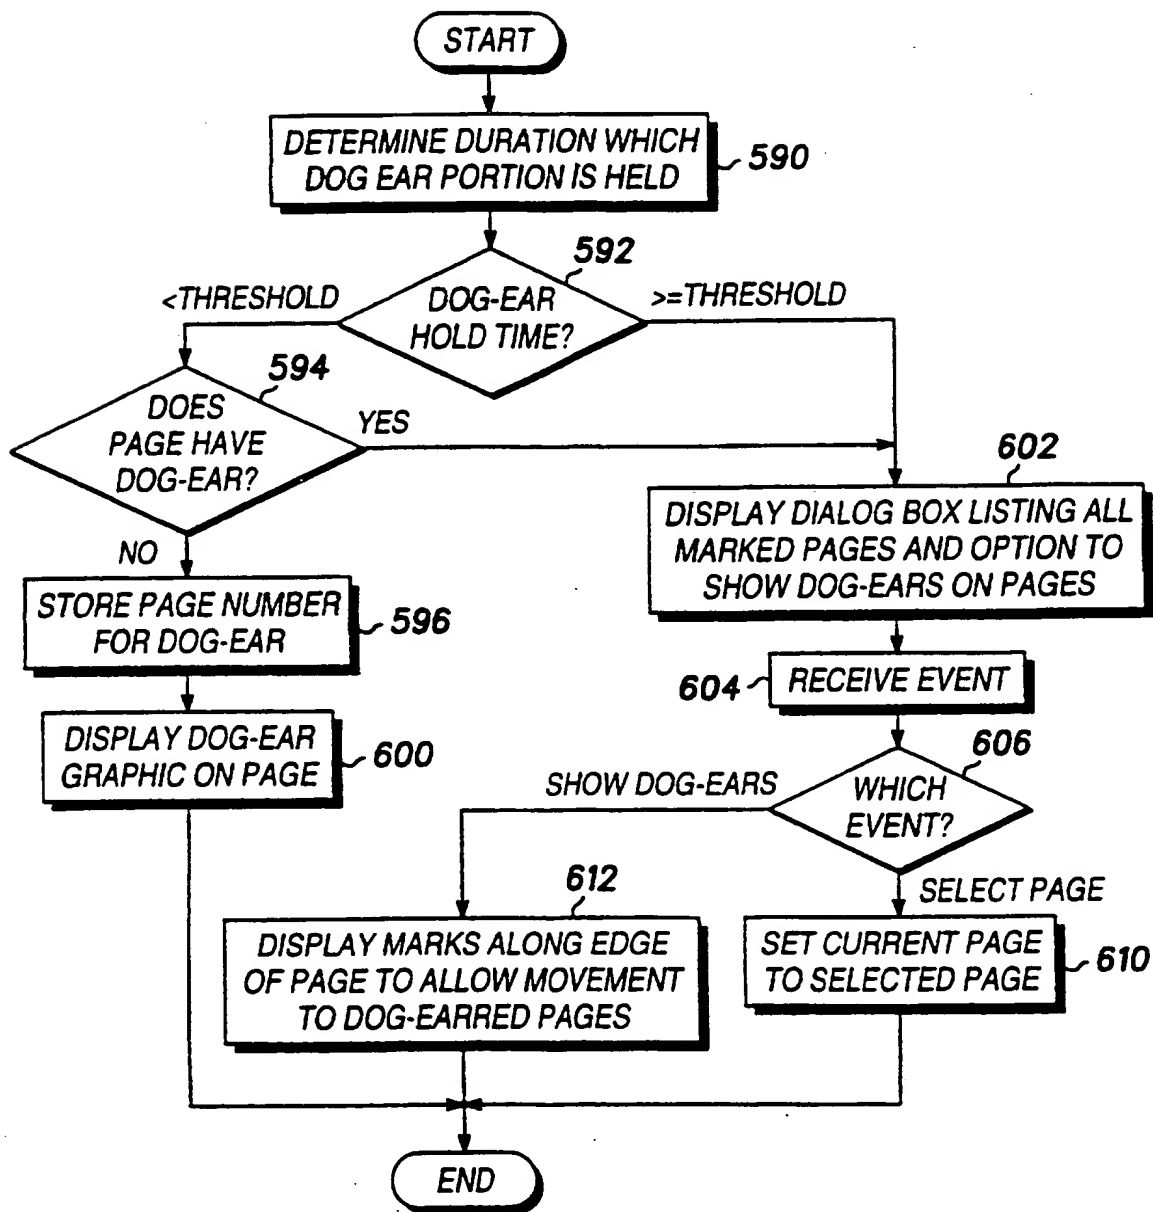 START
DETERMINE DURATION WHICH
DOG EAR PORTION IS HELD
590
592
<THRESHOLD
DOG-EAR
HOLD TIME?
>=THRESHOLD
594
DOES
PAGE HAVE
DOG-EAR?
YES
NO
602
DISPLAY DIALOG BOX LISTING ALL
MARKED PAGES AND OPTION TO
SHOW DOG-EARS ON PAGES
STORE PAGE NUMBER
FOR DOG-EAR
596
604
RECEIVE EVENT
DISPLAY DOG-EAR
GRAPHIC ON PAGE
600
606
SHOW DOG-EARS
WHICH
EVENT?
SELECT PAGE
612
DISPLAY MARKS ALONG EDGE
OF PAGE TO ALLOW MOVEMENT
TO DOG-EARRED PAGES
SET CURRENT PAGE
TO SELECTED PAGE
610
END